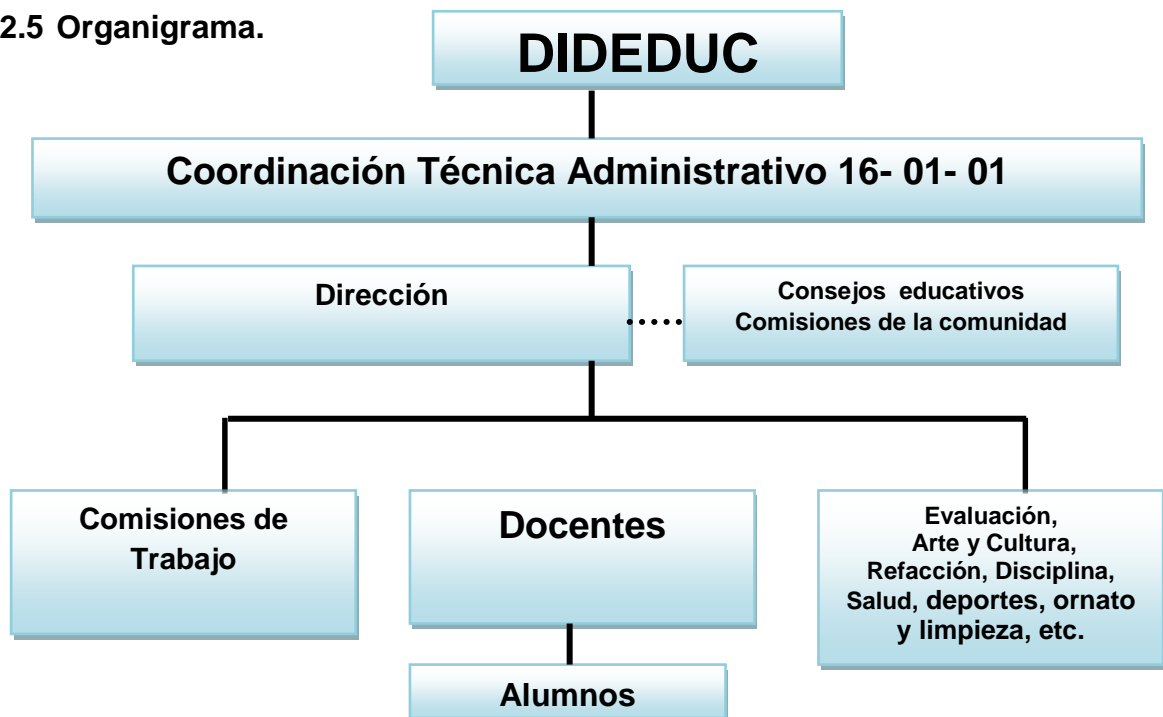 2.5 Organigrama.
DIDEDUC
Coordinación Técnica Administrativo 16- 01- 01
Dirección
Consejos educativos
Comisiones de la comunidad
Comisiones de
Trabajo
Docentes
Evaluación,
Arte y Cultura,
Refacción, Disciplina,
Salud, deportes, ornato
y limpieza, etc.
Alumnos